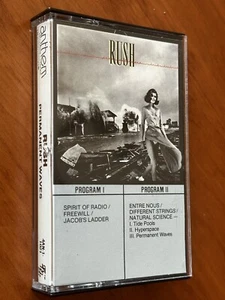 anthem
RUSH
PERMANENT WAVES
RUSH
PROGRAM I
SPIRIT OF RADIO /
FREEWILL /
JACOB'S LADDER
PROGRAM II
ENTRE NOUS /
DIFFERENT STRINGS /
NATURAL SCIENCE —
I. Tide Pools
II. Hyperspace
III. Permanent Waves